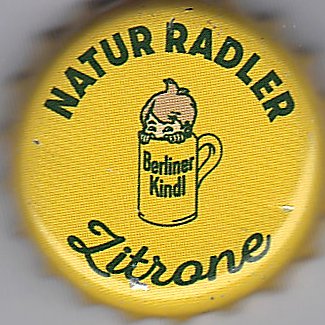 NATUR RADLER
Berliner
Kindl
Zitrone